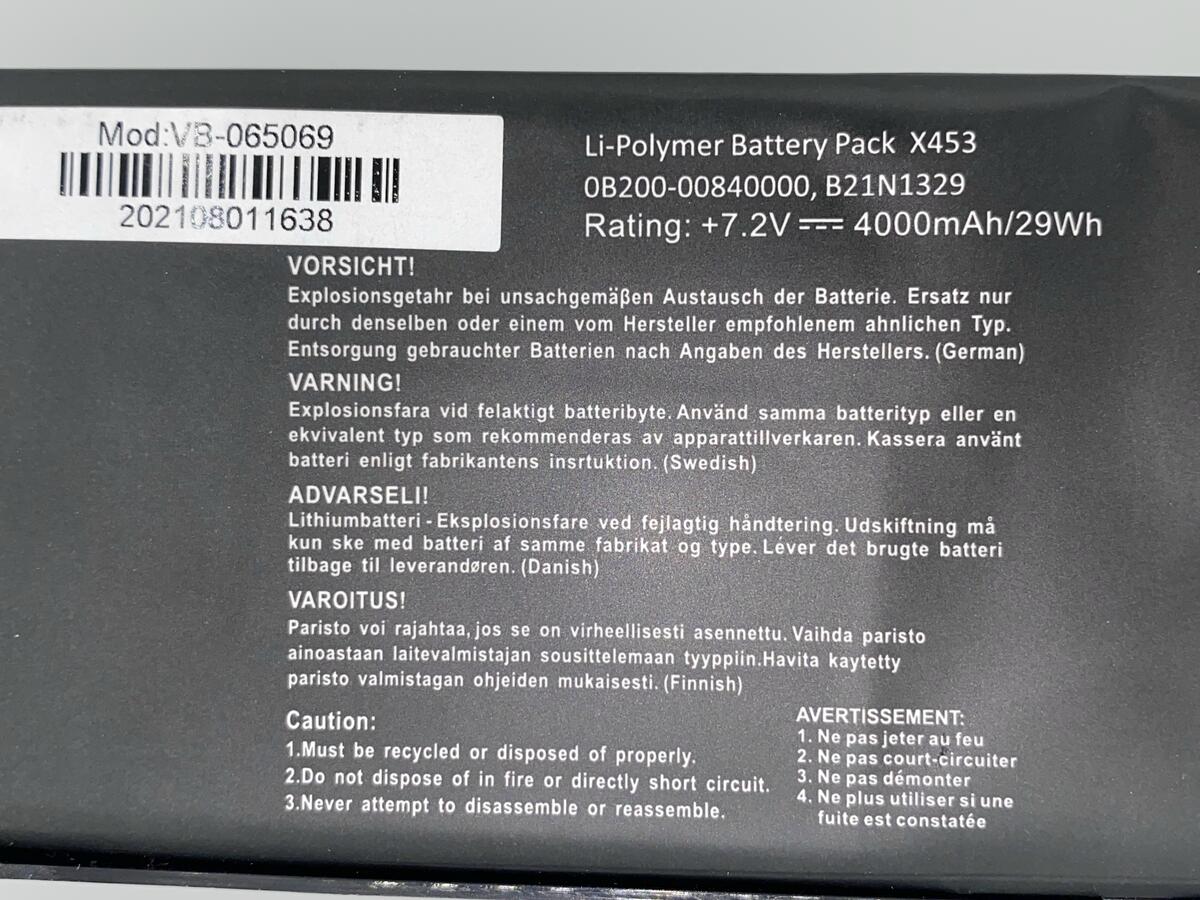 Mod:VB-065069
202108011638
Li-Polymer Battery Pack X453
0B200-00840000, B21N1329
Rating: +7.2V ⎓ 4000mAh/29Wh
VORSICHT!
Explosionsgetahr bei unsachgemäβen Austausch der Batterie. Ersatz nur
durch denselben oder einem vom Hersteller empfohlenem ahnlichen Typ.
Entsorgung gebrauchter Batterien nach Angaben des Herstellers. (German)
VARNING!
Explosionsfara vid felaktigt batteribyte. Använd samma batterityp eller en
ekvivalent typ som rekommenderas av apparattillverkaren. Kassera använt
batteri enligt fabrikantens insrtuktion. (Swedish)
ADVARSELI!
Lithiumbatteri - Eksplosionsfare ved fejlagtig håndtering. Udskiftning må
kun ske med batteri af samme fabrikat og type. Léver det brugte batteri
tilbage til leverandøren. (Danish)
VAROITUS!
Paristo voi rajahtaa, jos se on virheellisesti asennettu. Vaihda paristo
ainoastaan laitevalmistajan sousittelemaan tyyppiin.Havita kaytetty
paristo valmistagan ohjeiden mukaisesti. (Finnish)
Caution:
1.Must be recycled or disposed of properly.
2.Do not dispose of in fire or directly short circuit.
3.Never attempt to disassemble or reassemble.
AVERTISSEMENT:
1. Ne pas jeter au feu
2. Ne pas court-circuiter
3. Ne pas démonter
4. Ne plus utiliser si une
fuite est constatée